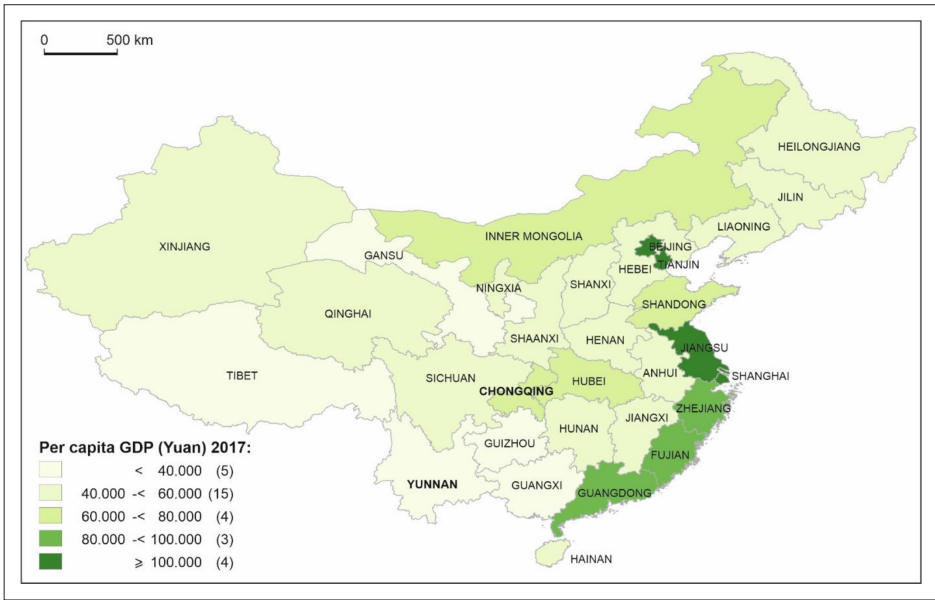 0 500 km
HEILONGJIANG
JILIN
LIAONING
INNER MONGOLIA
XINJIANG
GANSU
BEIJING
TIANJIN
HEBEI
NINGXIA
SHANXI
SHANDONG
QINGHAI
SHAANXI
HENAN
JIANGSU
ANHUI
SHANGHAI
TIBET
SICHUAN
CHONGQING
HUBEI
ZHEJIANG
HUNAN
JIANGXI
GUIZHOU
FUJIAN
YUNNAN
GUANGXI
GUANGDONG
HAINAN
Per capita GDP (Yuan) 2017:
< 40.000 (5)
40.000 -< 60.000 (15)
60.000 -< 80.000 (4)
80.000 -< 100.000 (3)
⩾ 100.000 (4)